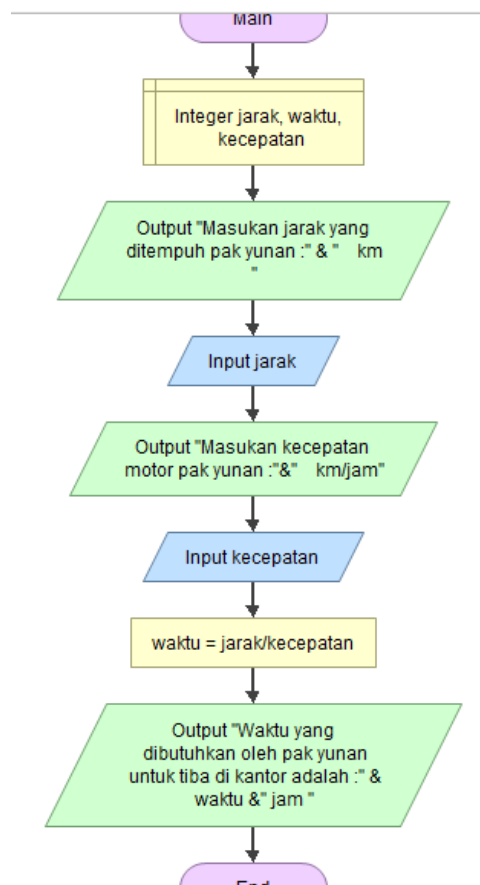 Main
Integer jarak, waktu,
kecepatan
Output "Masukan jarak yang
ditempuh pak yunan :" & "    km
"
Input jarak
Output "Masukan kecepatan
motor pak yunan :"&"    km/jam"
Input kecepatan
waktu = jarak/kecepatan
Output "Waktu yang
dibutuhkan oleh pak yunan
untuk tiba di kantor adalah :" &
waktu &" jam "
End